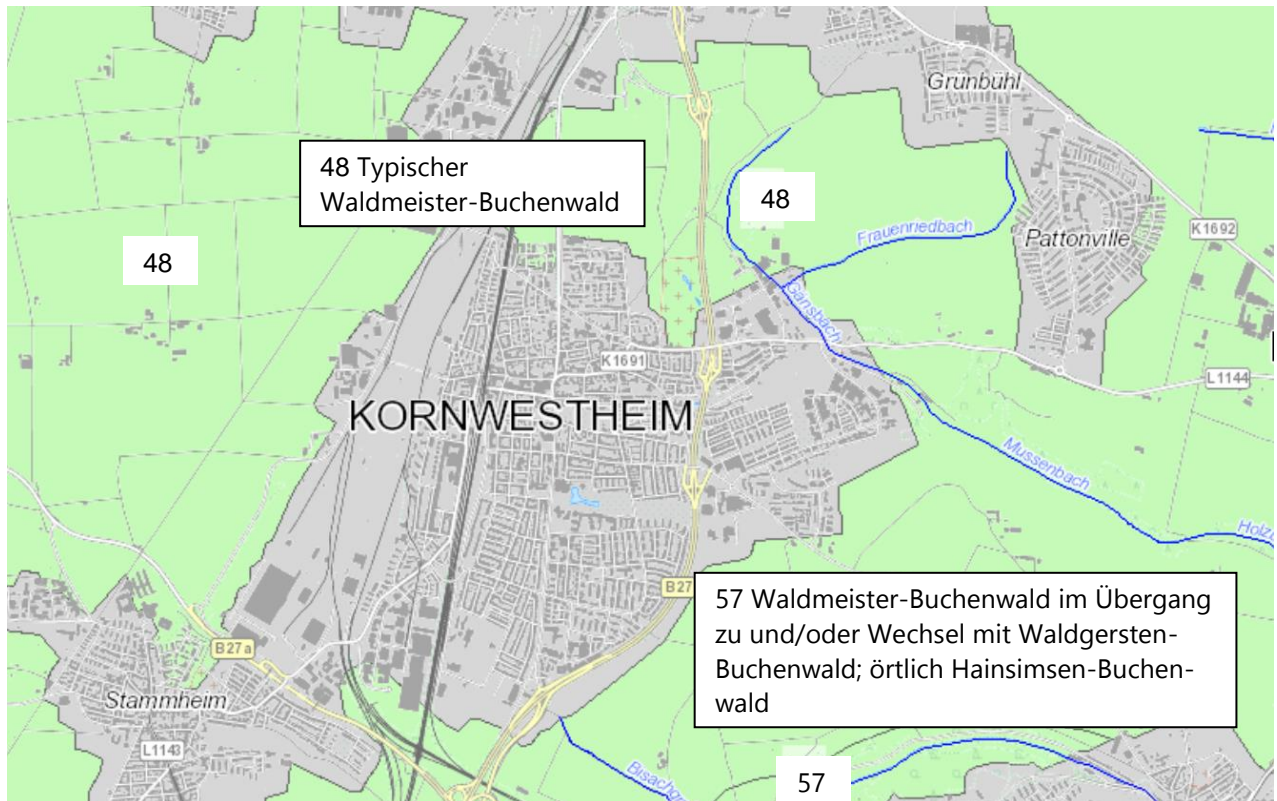 Grünbühl
48 Typischer
Waldmeister-Buchenwald
48
K1692
Frauenriedbach
Pattonville
48
Gänsbach
K1691
L1144
KORNWESTHEIM
Mussenbach
B27
57 Waldmeister-Buchenwald im Übergang
zu und/oder Wechsel mit Waldgersten-
Buchenwald; örtlich Hainsimsen-Buchen-
wald
B27a
Stammheim
L1143
57